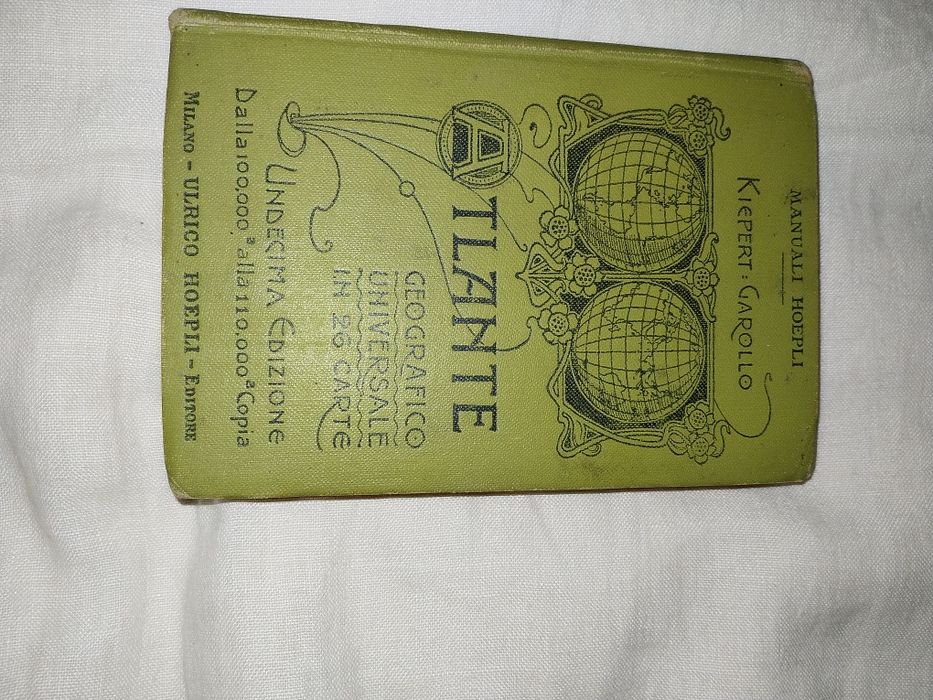 MANUALI HOEPLI
KIEPERT : GAROLLO
ATLANTE
GEOGRAFICO
UNIVERSALE
IN 26 CARTE
UNDECIMA EDIZIONE
Dalla 100,000ª alla 110.000ª Copia
MILANO - ULRICO HOEPLI - EDITORE